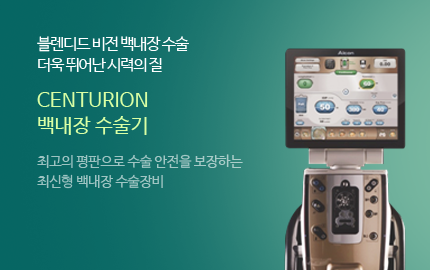 블렌디드 비전 백내장 수술
더욱 뛰어난 시력의 질
CENTURION
백내장 수술기
최고의 평판으로 수술 안전을 보장하는
최신형 백내장 수술장비
Alcon